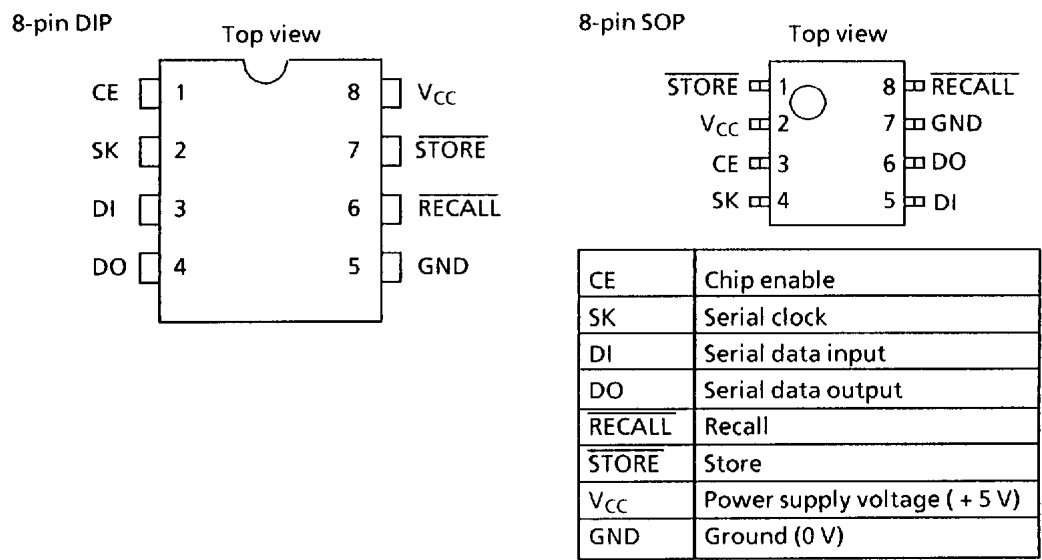 8-pin DIP
Top view
CE 1 8 VCC
SK 2 7 STORE
DI 3 6 RECALL
DO 4 5 GND
8-pin SOP
Top view
STORE 1 8 RECALL
VCC 2 7 GND
CE 3 6 DO
SK 4 5 DI
CE Chip enable
SK Serial clock
DI Serial data input
DO Serial data output
RECALL Recall
STORE Store
VCC Power supply voltage ( + 5 V)
GND Ground (0 V)